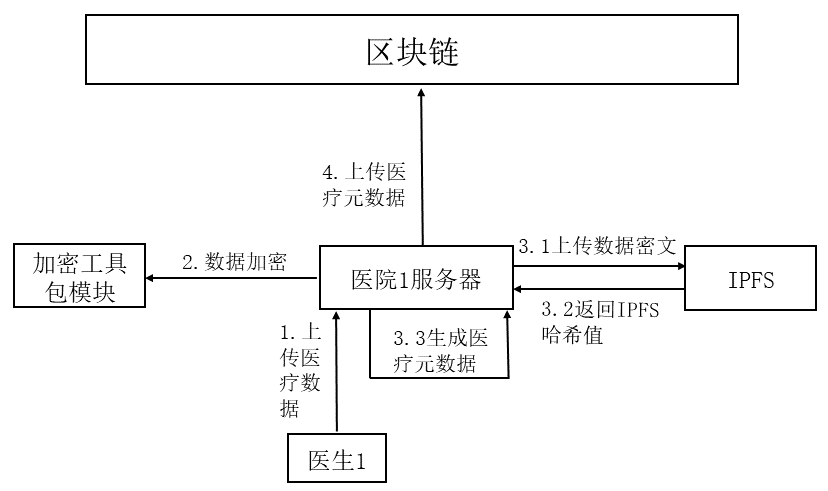 区块链
4.上传医
疗元数据
加密工具
包模块
2.数据加密
医院1服务器
3.1上传数据密文
IPFS
3.2返回IPFS
哈希值
1.上
传医
疗数
据
3.3生成医
疗元数据
医生1